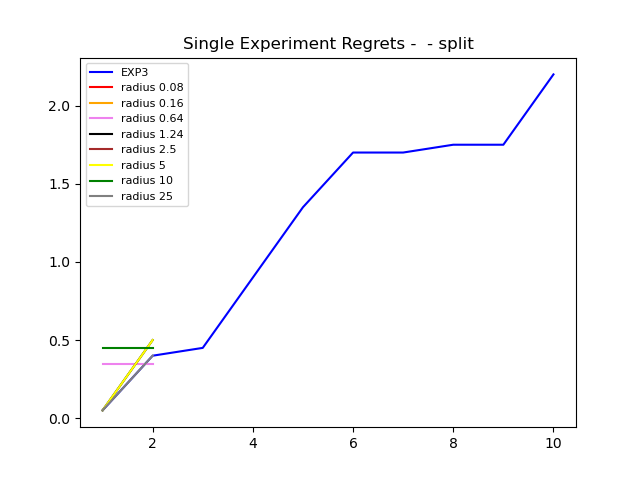 Single Experiment Regrets -  - split
EXP3
radius 0.08
radius 0.16
radius 0.64
radius 1.24
radius 2.5
radius 5
radius 10
radius 25
2.0
1.5
1.0
0.5
0.0
2 4 6 8 10